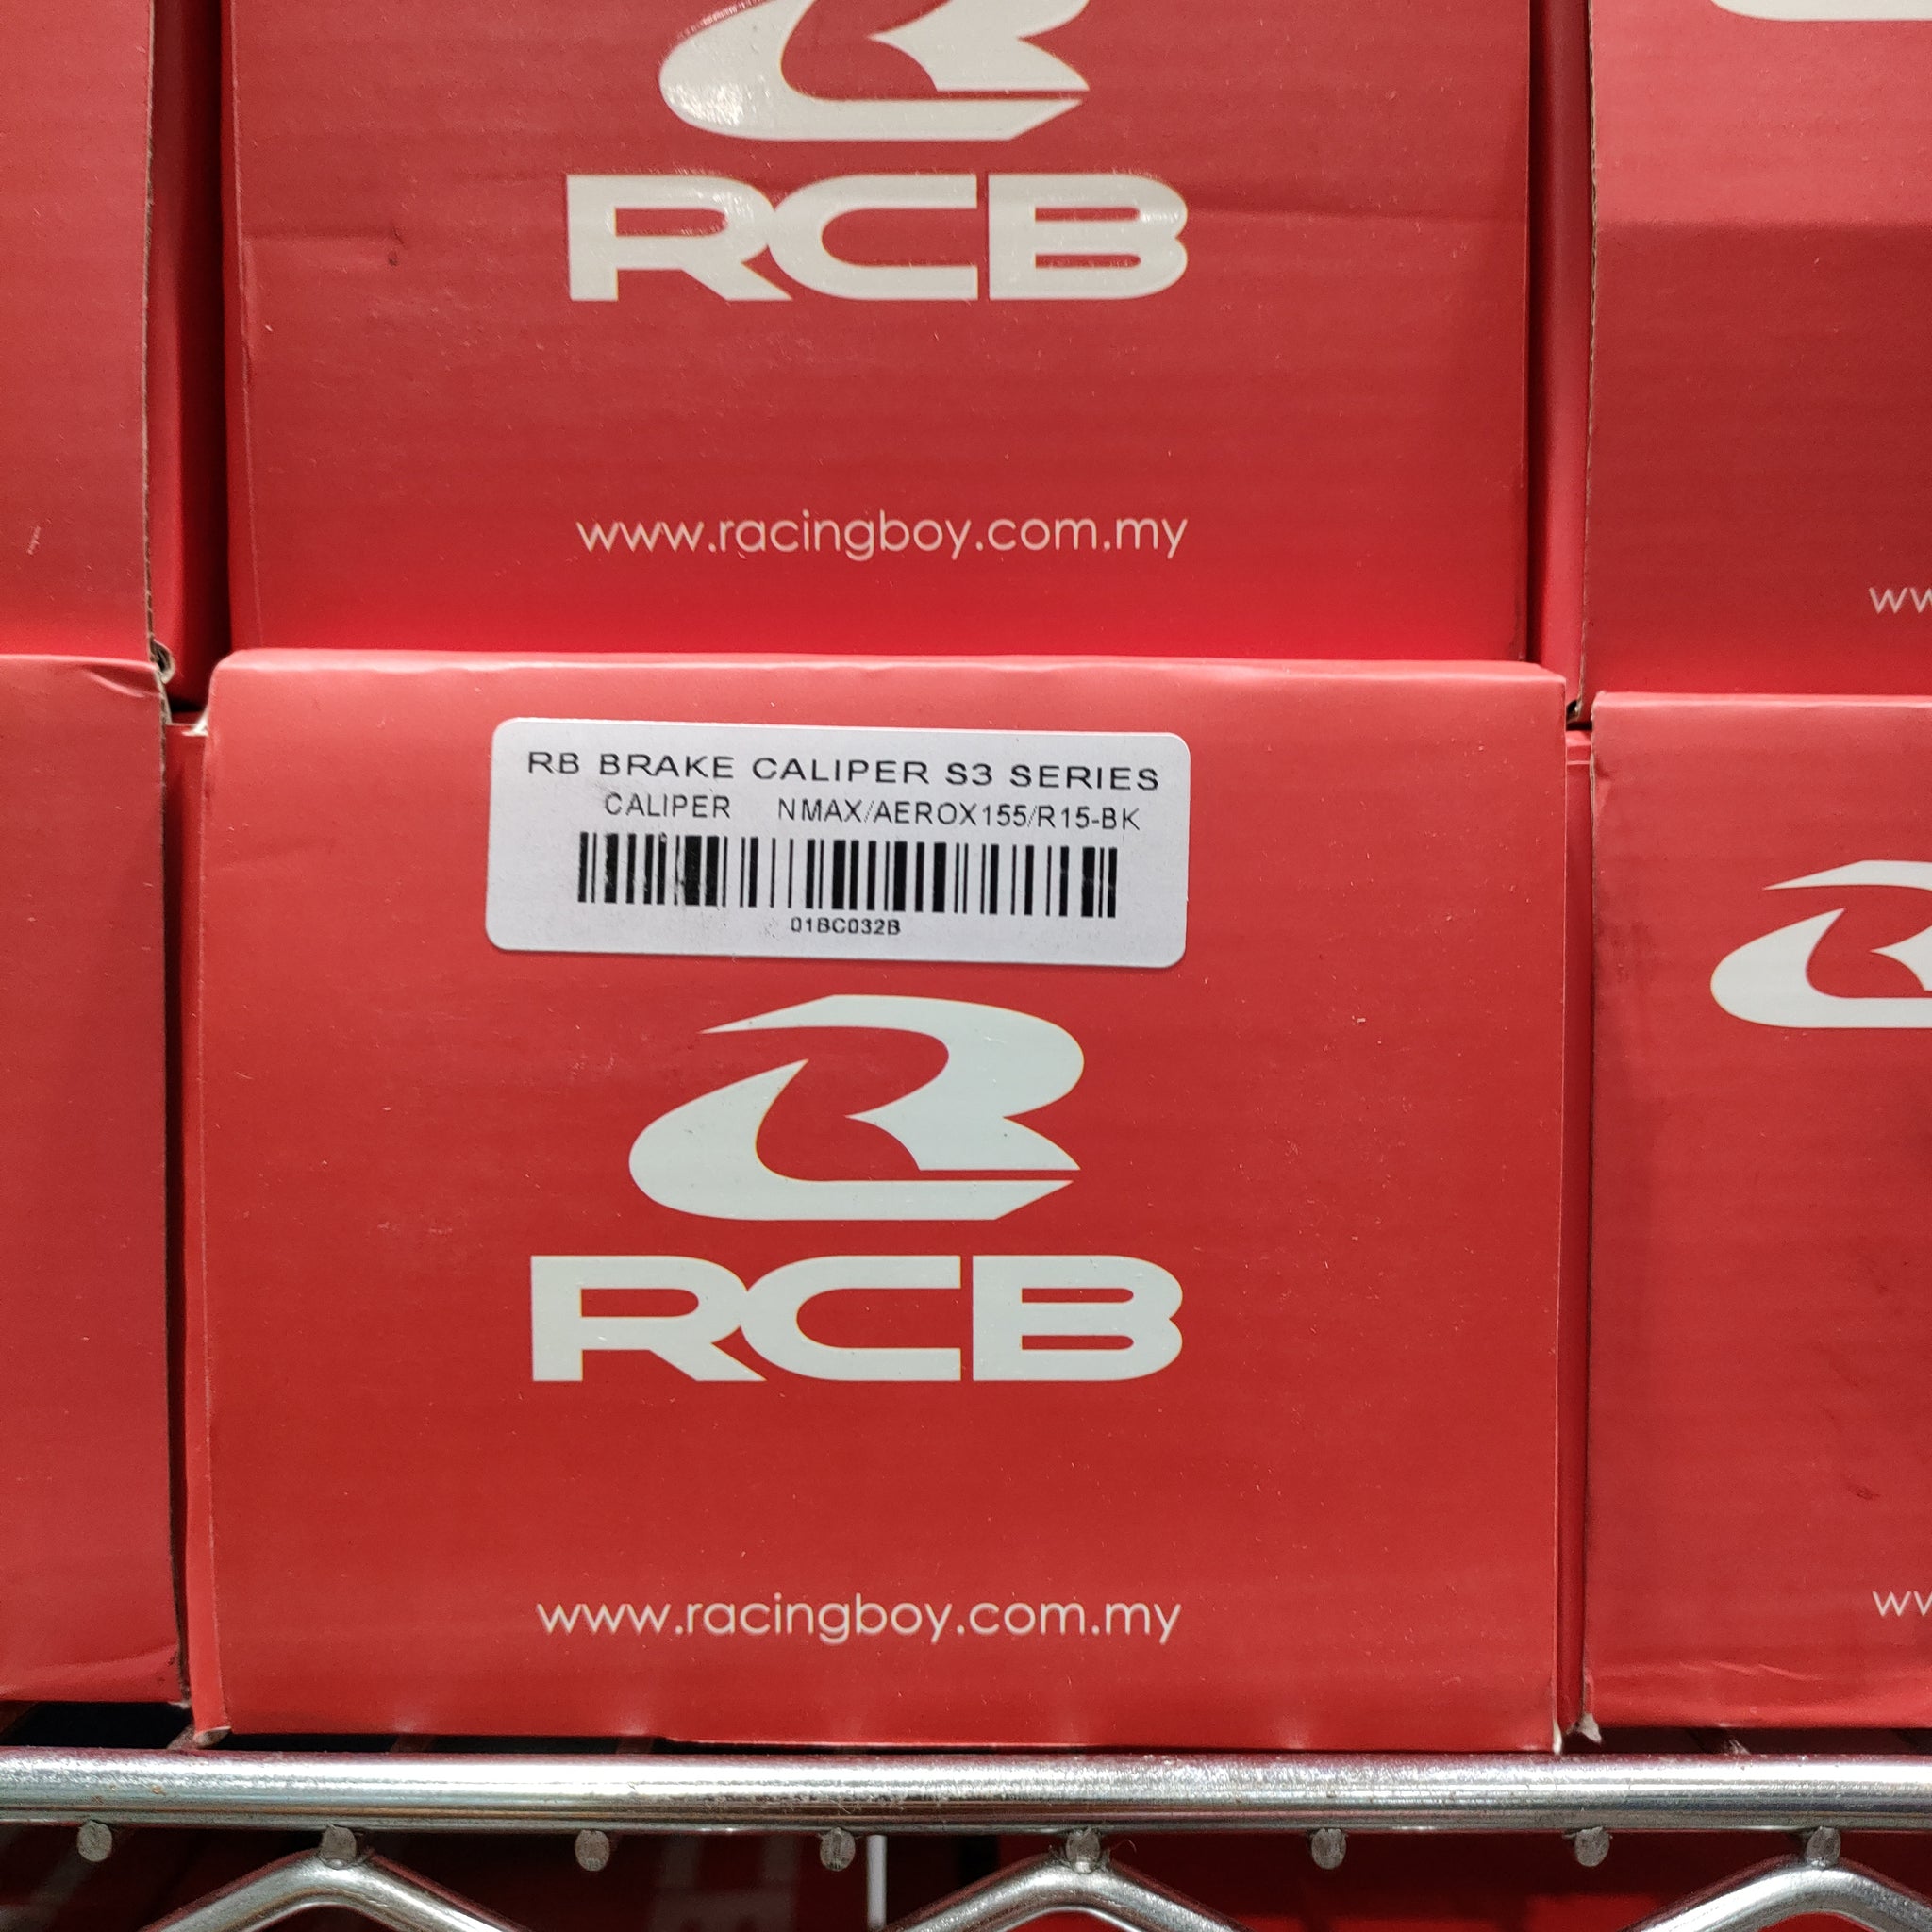 RCB
www.racingboy.com.my
ww
RB BRAKE CALIPER S3 SERIES
CALIPER NMAX/AEROX155/R15-BK
01BC032B
RCB
www.racingboy.com.my